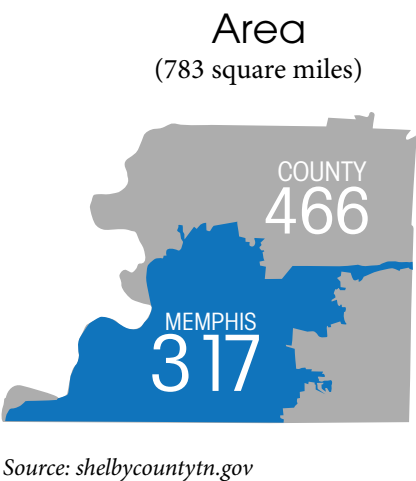 Area
(783 square miles)
COUNTY
466
MEMPHIS
317
Source: shelbycountytn.gov